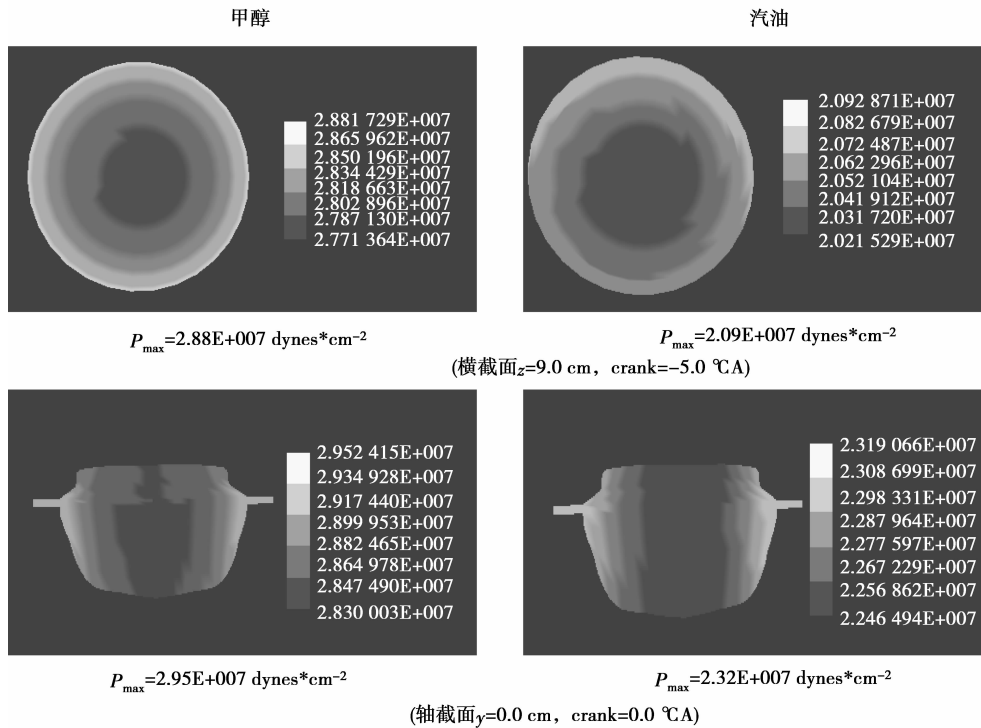 甲醇
汽油
2.881 729E+007
2.865 962E+007
2.850 196E+007
2.834 429E+007
2.818 663E+007
2.802 896E+007
2.787 130E+007
2.771 364E+007
2.092 871E+007
2.082 679E+007
2.072 487E+007
2.062 296E+007
2.052 104E+007
2.041 912E+007
2.031 720E+007
2.021 529E+007
Pmax=2.88E+007 dynes*cm⁻²
Pmax=2.09E+007 dynes*cm⁻²
(横截面z=9.0 cm，crank=−5.0 ℃A)
2.952 415E+007
2.934 928E+007
2.917 440E+007
2.899 953E+007
2.882 465E+007
2.864 978E+007
2.847 490E+007
2.830 003E+007
2.319 066E+007
2.308 699E+007
2.298 331E+007
2.287 964E+007
2.277 597E+007
2.267 229E+007
2.256 862E+007
2.246 494E+007
Pmax=2.95E+007 dynes*cm⁻²
Pmax=2.32E+007 dynes*cm⁻²
(轴截面y=0.0 cm，crank=0.0 ℃A)